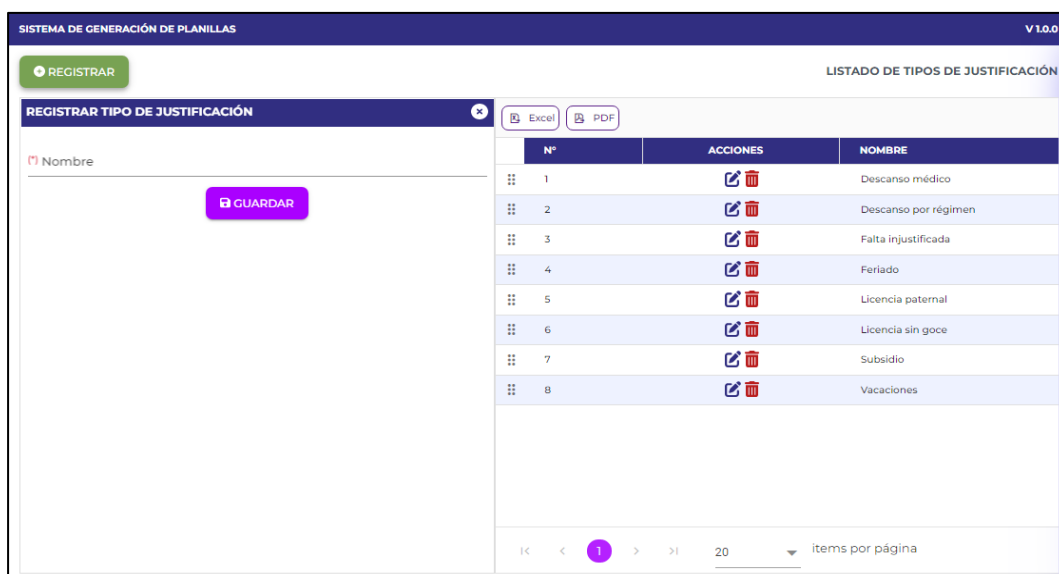 SISTEMA DE GENERACIÓN DE PLANILLAS V 1.0.0
REGISTRAR LISTADO DE TIPOS DE JUSTIFICACIÓN
REGISTRAR TIPO DE JUSTIFICACIÓN
(*) Nombre
GUARDAR
Excel PDF
N° ACCIONES NOMBRE
1 Descanso médico
2 Descanso por régimen
3 Falta injustificada
4 Feriado
5 Licencia paternal
6 Licencia sin goce
7 Subsidio
8 Vacaciones
1 20 items por página